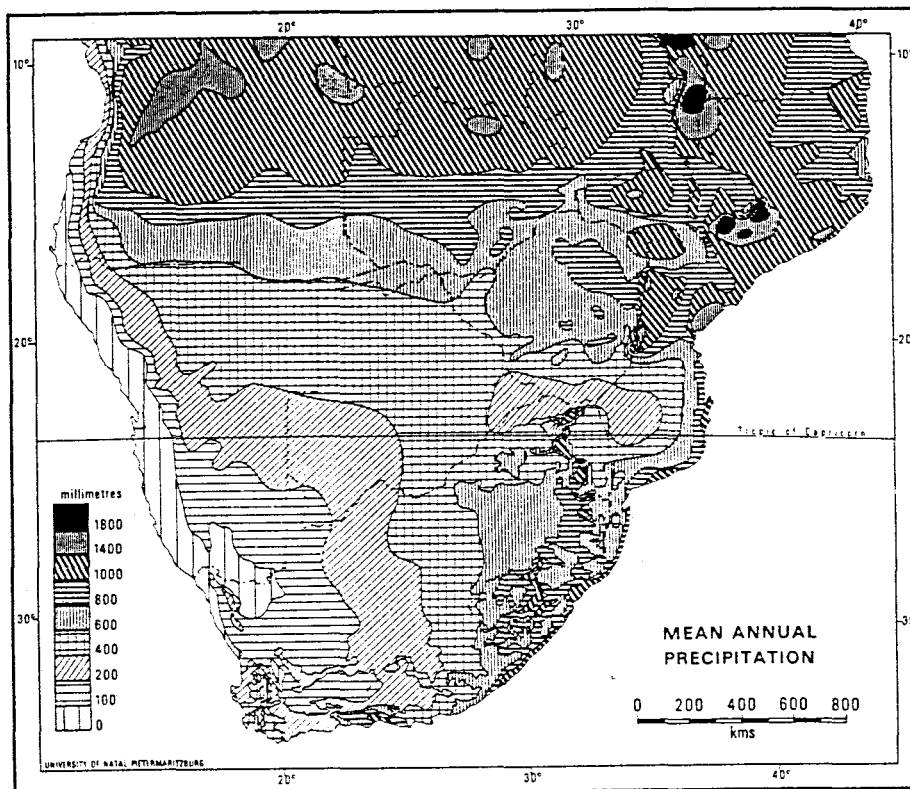 20° 30° 40°
10° 10°
20° 20
Tropic of Capricorn
millimetres
1800
1400
1000
800
600
400
200
100
0
30° 30°
MEAN ANNUAL
PRECIPITATION
0 200 400 600 800
kms
UNIVERSITY OF NATAL PIETERMARITZBURG
20° 30° 40°